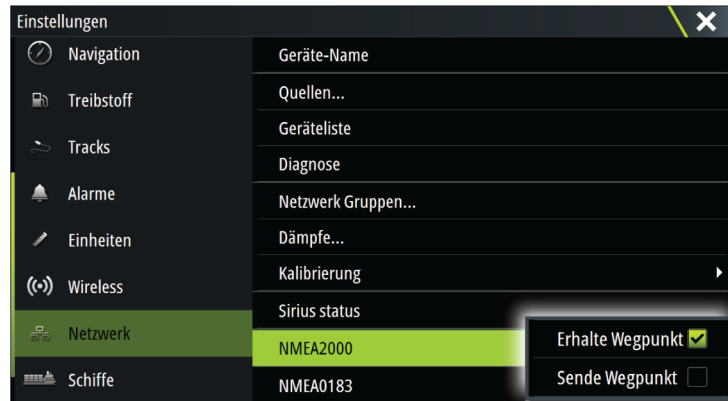 Einstellungen
Navigation
Treibstoff
Tracks
Alarme
Einheiten
Wireless
Netzwerk
Schiffe
Geräte-Name
Quellen...
Geräteliste
Diagnose
Netzwerk Gruppen...
Dämpfe...
Kalibrierung
Sirius status
NMEA2000
NMEA0183
Erhalte Wegpunkt
Sende Wegpunkt